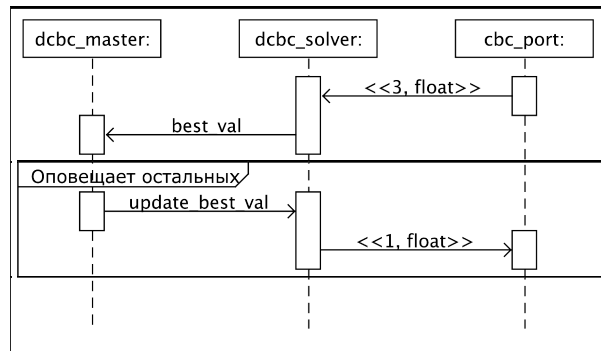 dcbc_master: dcbc_solver: cbc_port:
<<3, float>>
best_val
Оповещает остальных
update_best_val
<<1, float>>